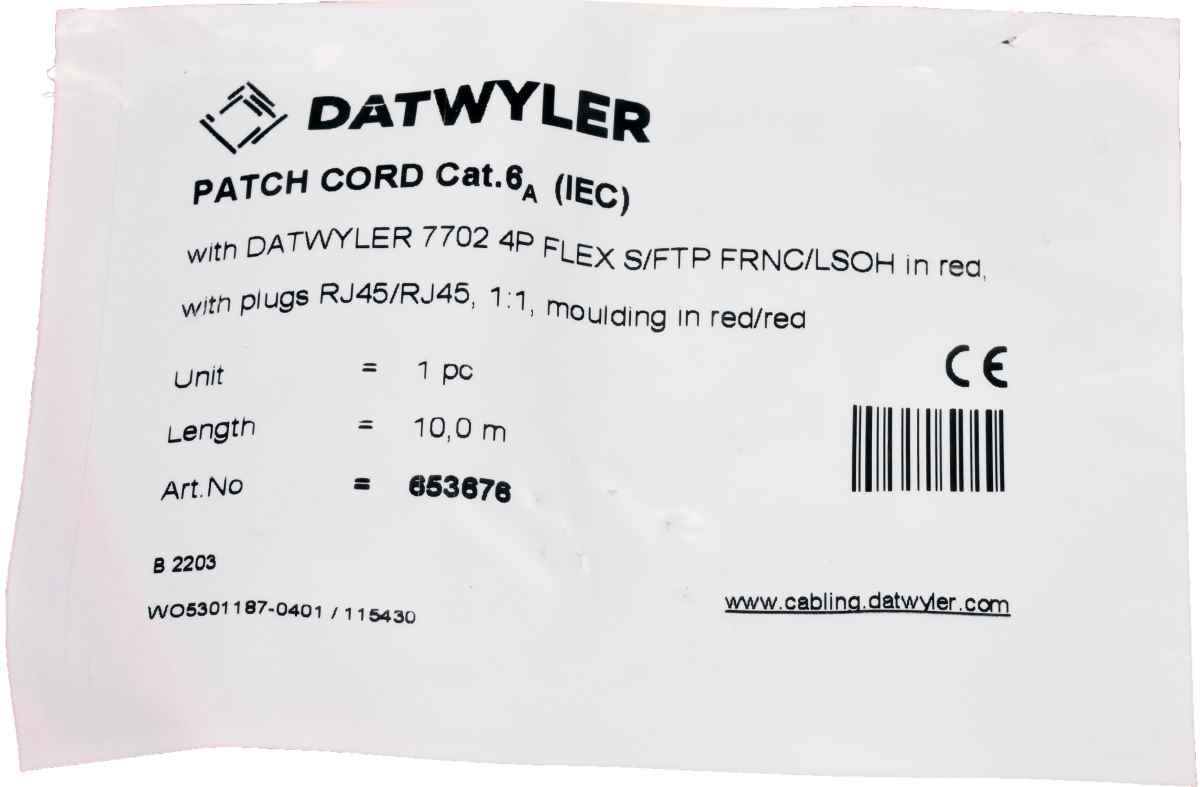 DATWYLER
PATCH CORD Cat.6A (IEC)
with DATWYLER 7702 4P FLEX S/FTP FRNC/LSOH in red,
with plugs RJ45/RJ45, 1:1, moulding in red/red
Unit = 1 pc
Length = 10,0 m
Art.No = 653676
CE
B 2203
WO5301187-0401 / 115430
www.cabling.datwyler.com